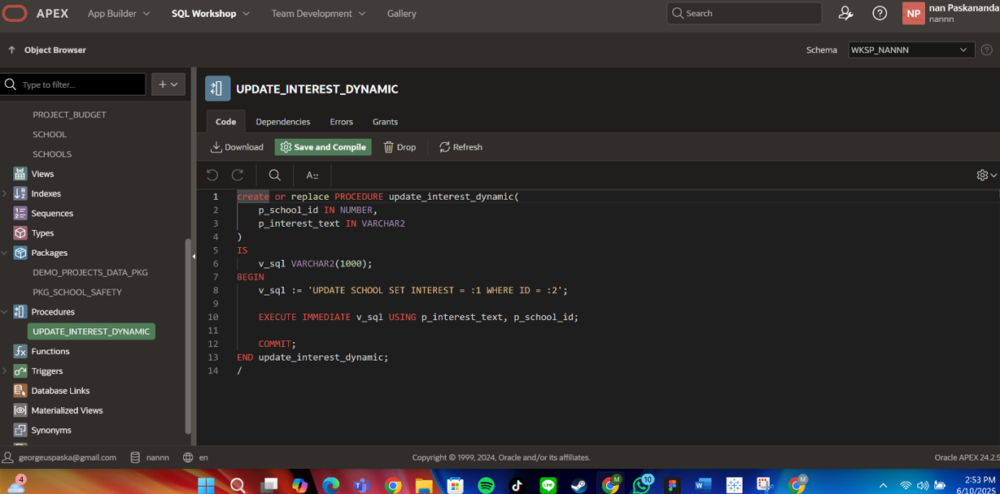 APEX App Builder SQL Workshop Team Development Gallery Search NP nan Paskananda
nannn
Object Browser Schema WKSP_NANNN
Type to filter...
UPDATE_INTEREST_DYNAMIC
PROJECT_BUDGET
SCHOOL
SCHOOLS
Views
Indexes
Sequences
Types
Packages
DEMO_PROJECTS_DATA_PKG
PKG_SCHOOL_SAFETY
Procedures
UPDATE_INTEREST_DYNAMIC
Functions
Triggers
Database Links
Materialized Views
Synonyms
Code Dependencies Errors Grants
Download Save and Compile Drop Refresh
A::
1 create or replace PROCEDURE update_interest_dynamic(
2 p_school_id IN NUMBER,
3 p_interest_text IN VARCHAR2
4 )
5 IS
6 v_sql VARCHAR2(1000);
7 BEGIN
8 v_sql := 'UPDATE SCHOOL SET INTEREST = :1 WHERE ID = :2';
9
10 EXECUTE IMMEDIATE v_sql USING p_interest_text, p_school_id;
11
12 COMMIT;
13 END update_interest_dynamic;
14 /
georgeuspaska@gmail.com nannn en Copyright © 1999, 2024, Oracle and/or its affiliates. Oracle APEX 24.2.5
4 10 2:53 PM
6/10/2025